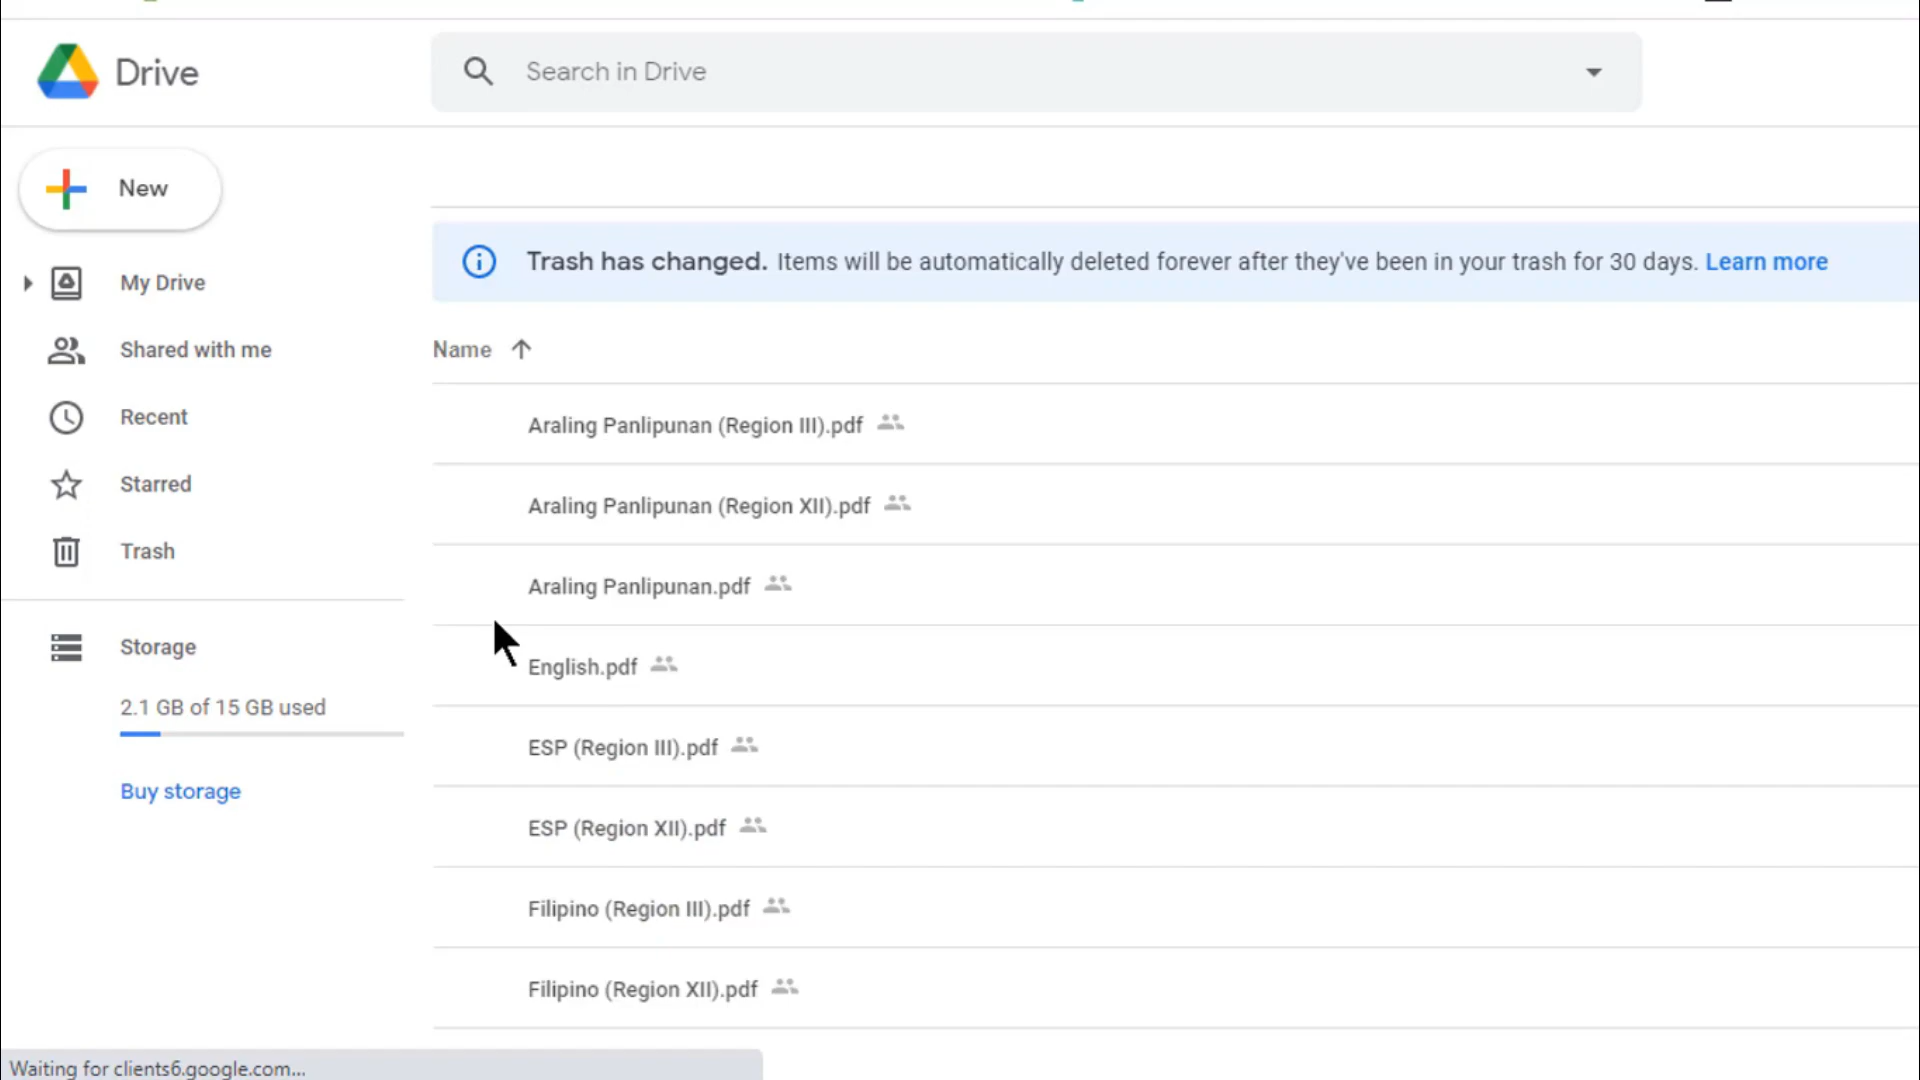 Drive
Search in Drive
New
My Drive
Shared with me
Recent
Starred
Trash
Storage
2.1 GB of 15 GB used
Buy storage
Trash has changed. Items will be automatically deleted forever after they've been in your trash for 30 days. Learn more
Name
Araling Panlipunan (Region III).pdf
Araling Panlipunan (Region XII).pdf
Araling Panlipunan.pdf
English.pdf
ESP (Region III).pdf
ESP (Region XII).pdf
Filipino (Region III).pdf
Filipino (Region XII).pdf
Waiting for clients6.google.com...